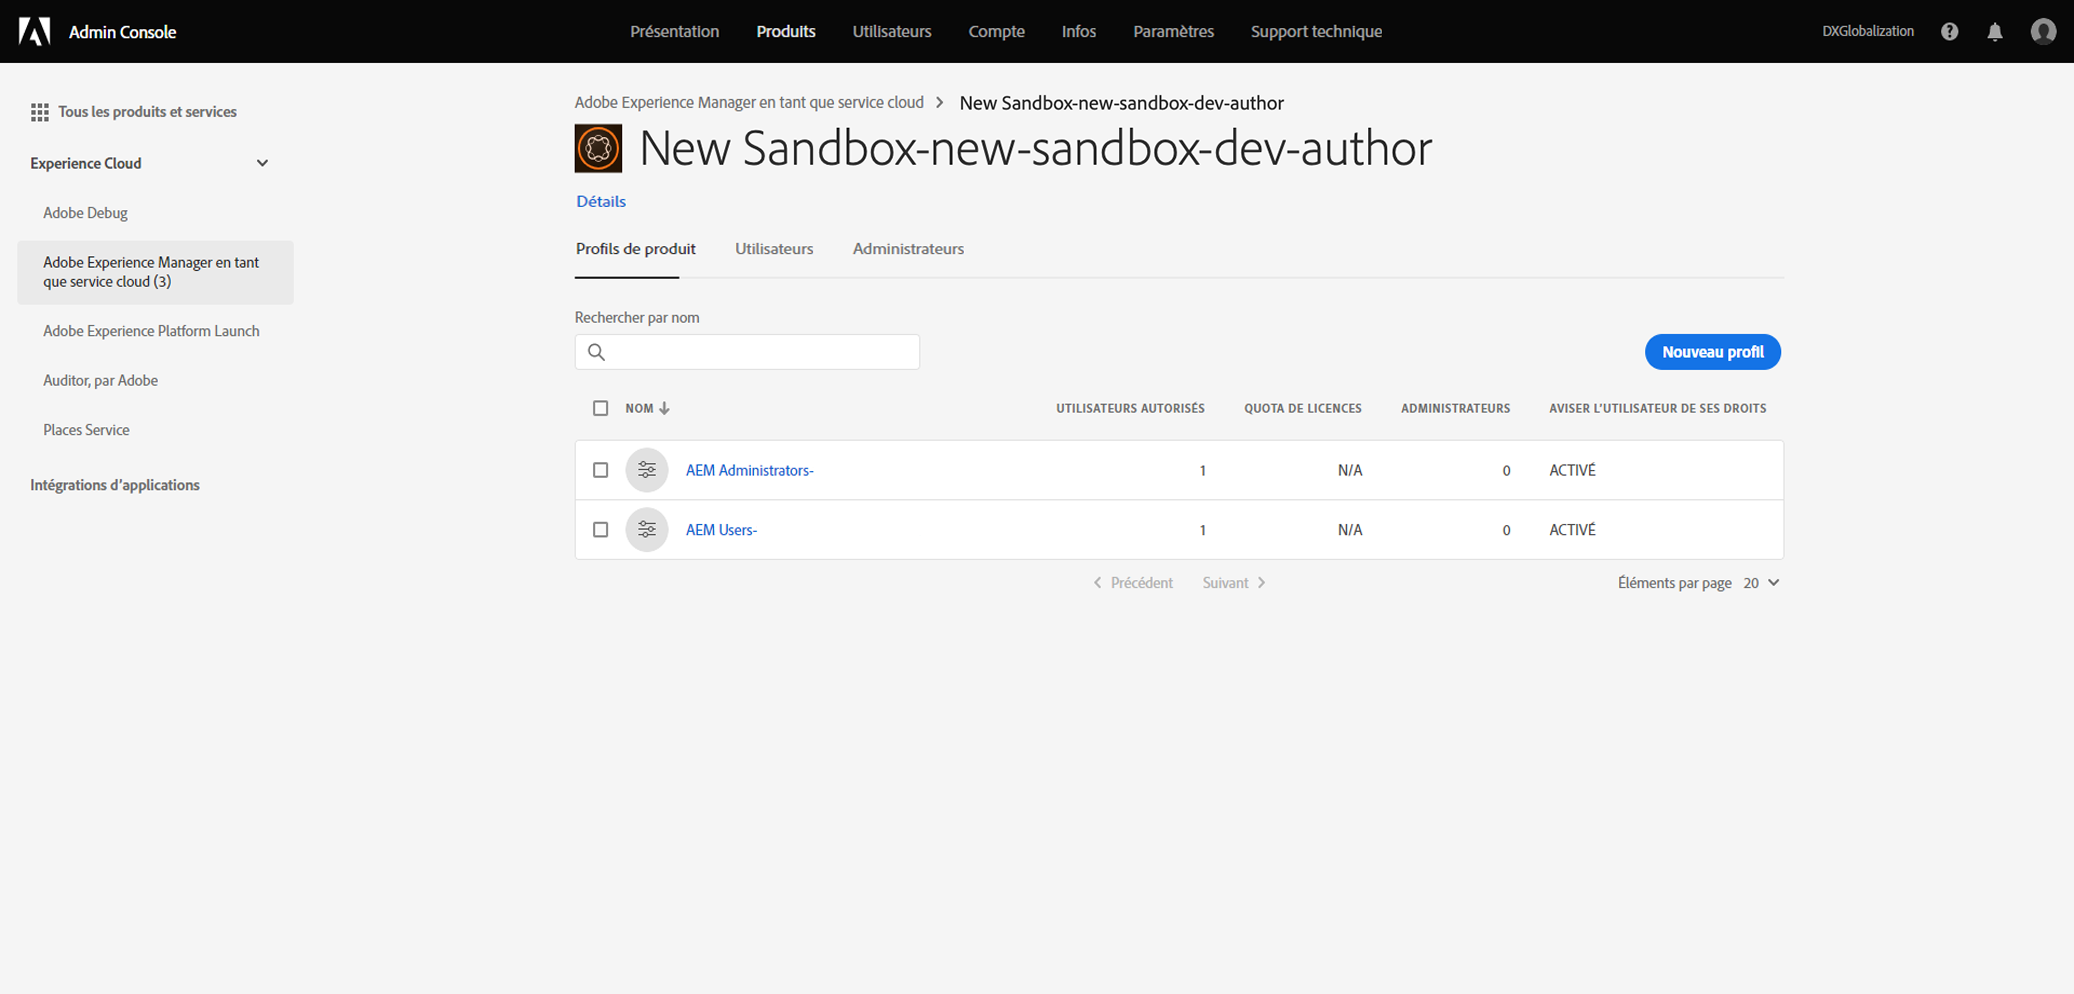 Admin Console
Présentation Produits Utilisateurs Compte Infos Paramètres Support technique
DXGlobalization
Tous les produits et services
Experience Cloud
Adobe Debug
Adobe Experience Manager en tant
que service cloud (3)
Adobe Experience Platform Launch
Auditor, par Adobe
Places Service
Intégrations d'applications
Adobe Experience Manager en tant que service cloud > New Sandbox-new-sandbox-dev-author
New Sandbox-new-sandbox-dev-author
Détails
Profils de produit Utilisateurs Administrateurs
Rechercher par nom
Nouveau profil
NOM UTILISATEURS AUTORISÉS QUOTA DE LICENCES ADMINISTRATEURS AVISER L'UTILISATEUR DE SES DROITS
AEM Administrators- 1 N/A 0 ACTIVÉ
AEM Users- 1 N/A 0 ACTIVÉ
Précédent Suivant
Éléments par page 20